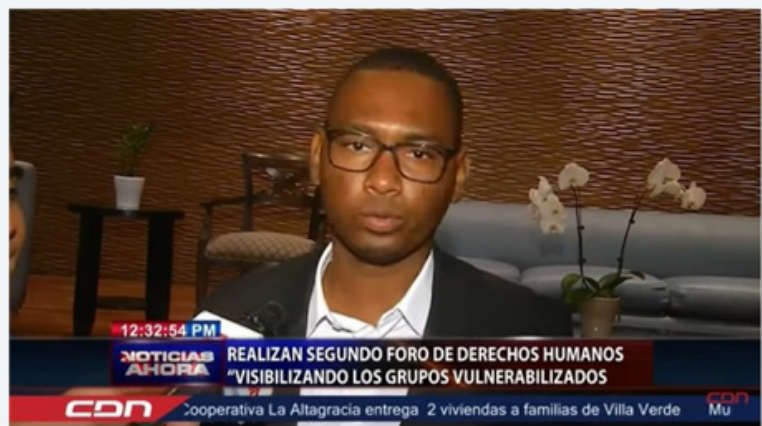 12:32:54 PM
NOTICIAS
AHORA
REALIZAN SEGUNDO FORO DE DERECHOS HUMANOS
“VISIBILIZANDO LOS GRUPOS VULNERABILIZADOS
CDN
CDN
Cooperativa La Altagracia entrega 2 viviendas a familias de Villa Verde Mu